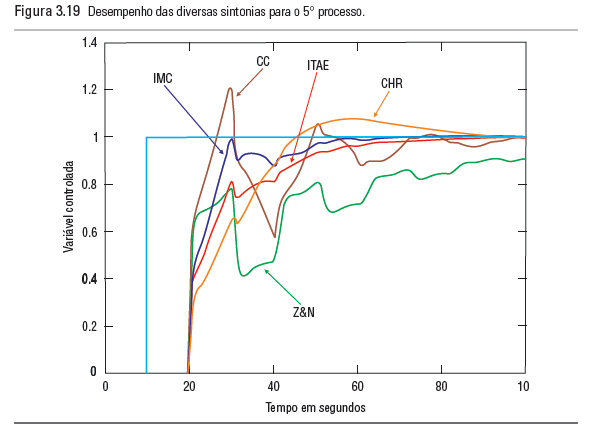 Figura 3.19 Desempenho das diversas sintonias para o 5º processo.
1.4
1.2
1
0.8
0.6
0.4
0.2
0
Variável controlada
IMC
CC
ITAE
CHR
Z&N
0 20 40 60 80 10
Tempo em segundos